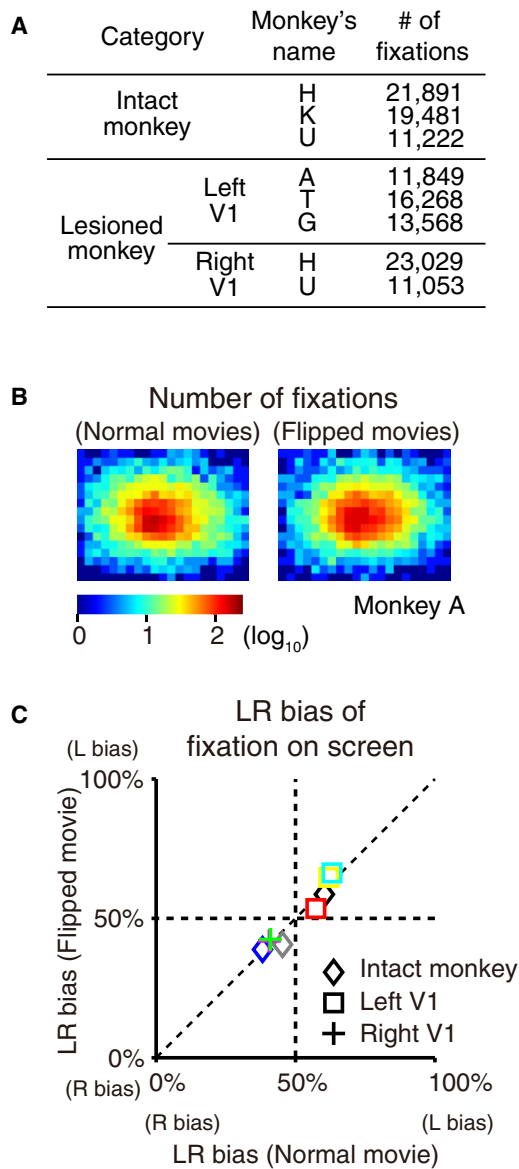 A
Category Monkey's name # of fixations
Intact monkey
H 21,891
K 19,481
U 11,222
Lesioned monkey
Left V1
A 11,849
T 16,268
G 13,568
Right V1
H 23,029
U 11,053
B
Number of fixations
(Normal movies) (Flipped movies)
0 1 2 (log10)
Monkey A
C
LR bias of
fixation on screen
(L bias)
100%
50%
0%
(R bias)
LR bias (Flipped movie)
Intact monkey
Left V1
Right V1
0% 50% 100%
(R bias) (L bias)
LR bias (Normal movie)